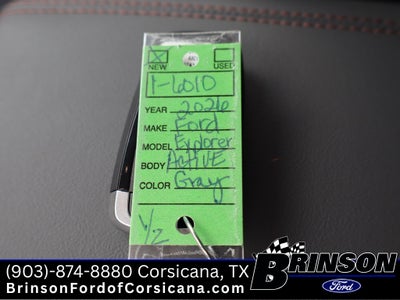 NEW USED
T-6010
YEAR 2026
MAKE Ford
MODEL Explorer
BODY ACTIVE
COLOR Gray
1/2
(903)-874-8880 Corsicana, TX
BrinsonFordofCorsicana.com
BRINSON
Ford